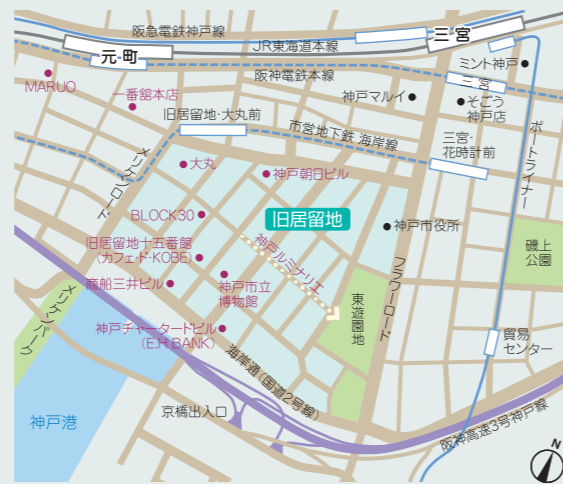 阪急電鉄神戸線
三宮
JR東海道本線
元町
ミント神戸
阪神電鉄本線
三宮
MARUO
一番舘本店
神戸マルイ
そごう
神戸店
旧居留地・大丸前
市営地下鉄 海岸線
三宮・
花時計前
ポートライナー
メリケンロード
大丸
神戸朝日ビル
BLOCK30
旧居留地
神戸市役所
旧居留地十五番館
(カフェ・ド・KOBE)
神戸ルミナリエ
フラワーロード
磯上
公園
商船三井ビル
神戸市立
博物館
東遊園地
メリケンパーク
神戸チャータードビル
(E.H BANK)
貿易
センター
海岸通(国道2号線)
京橋出入口
神戸港
阪神高速3号神戸線
N